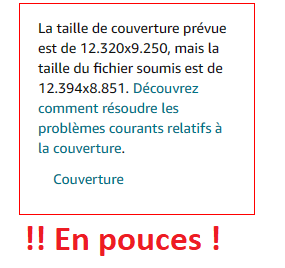 La taille de couverture prévue
est de 12.320x9.250, mais la
taille du fichier soumis est de
12.394x8.851. Découvrez
comment résoudre les
problèmes courants relatifs à
la couverture.
Couverture
!! En pouces !